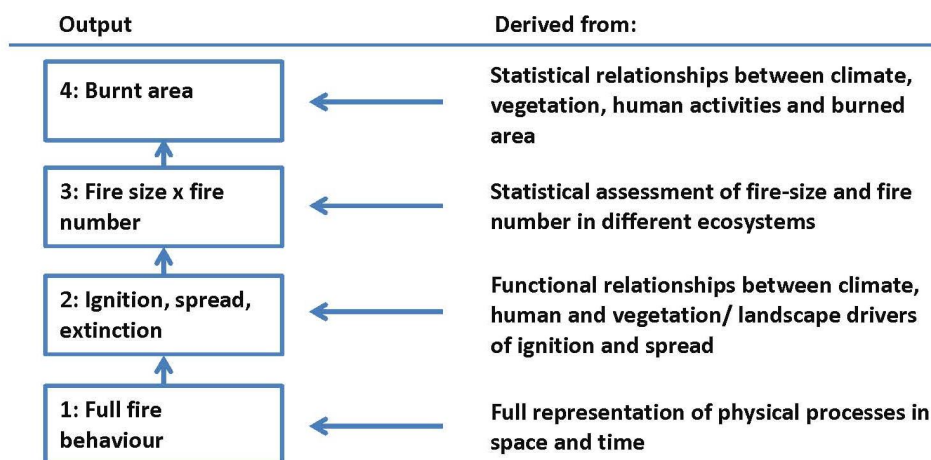 Output
Derived from:
4: Burnt area
Statistical relationships between climate,
vegetation, human activities and burned
area
3: Fire size x fire
number
Statistical assessment of fire-size and fire
number in different ecosystems
2: Ignition, spread,
extinction
Functional relationships between climate,
human and vegetation/ landscape drivers
of ignition and spread
1: Full fire
behaviour
Full representation of physical processes in
space and time